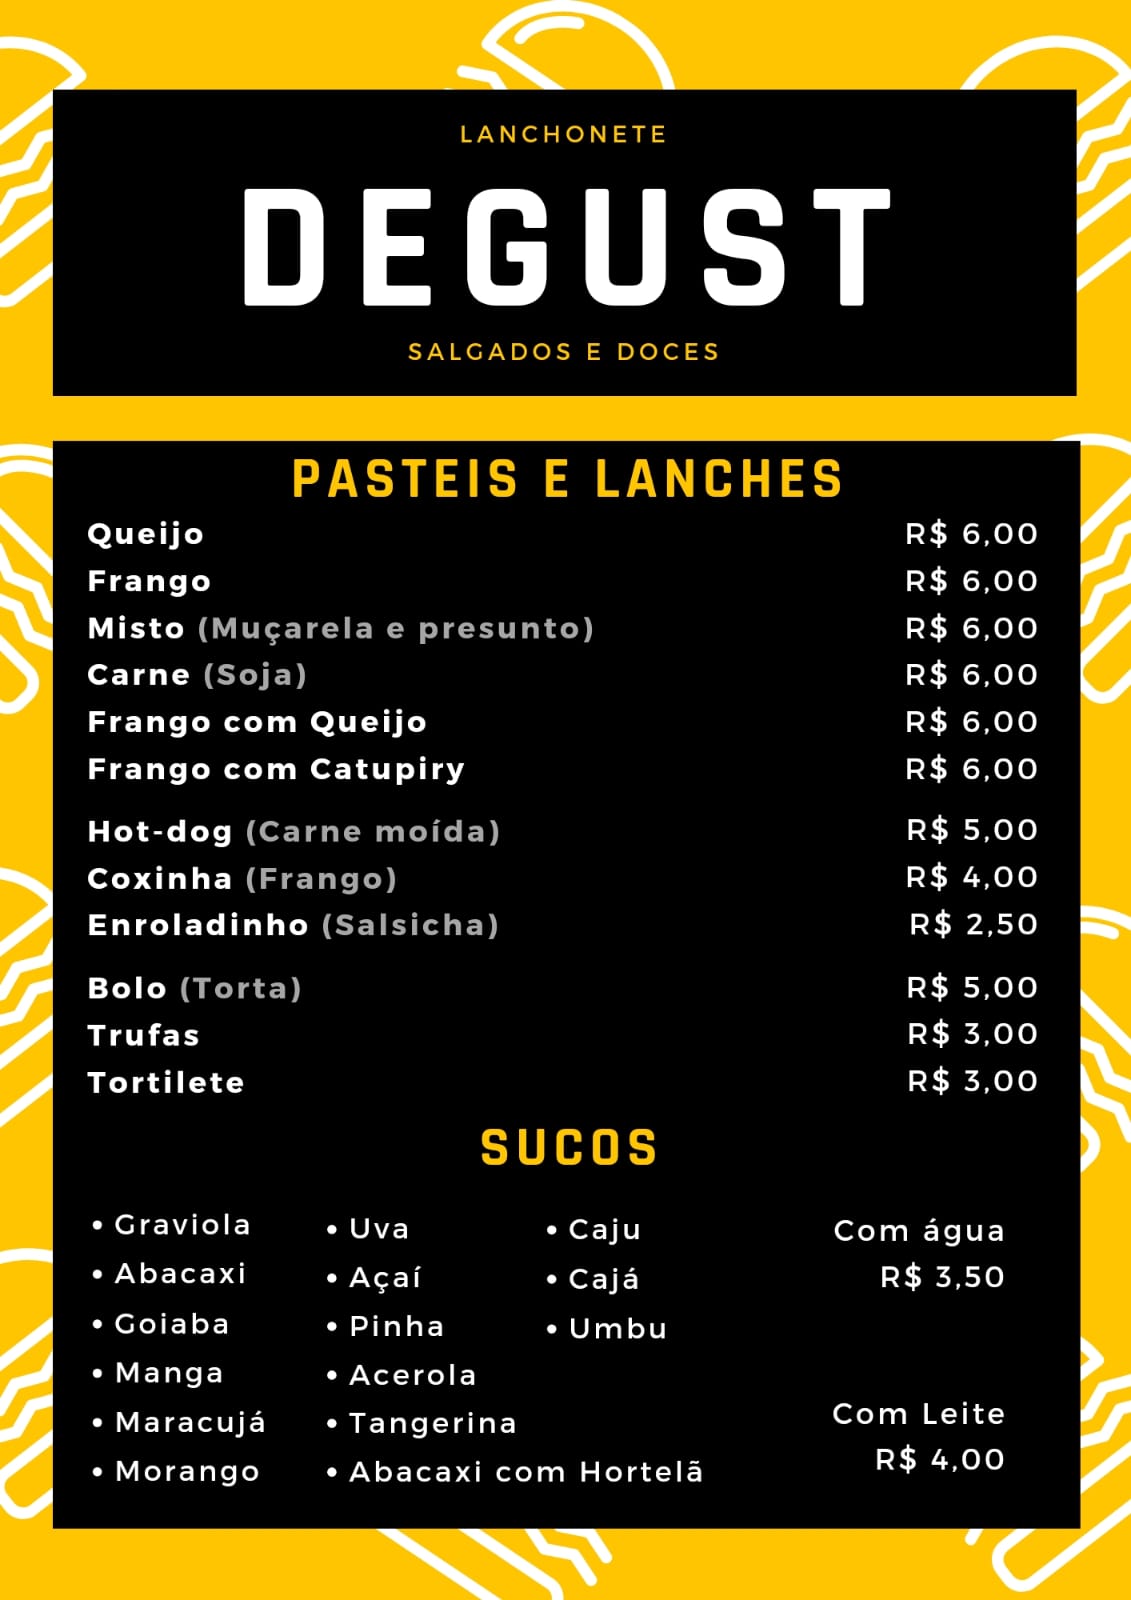 LANCHONETE
DEGUST
SALGADOS E DOCES
PASTEIS E LANCHES
Queijo R$ 6,00
Frango R$ 6,00
Misto (Muçarela e presunto) R$ 6,00
Carne (Soja) R$ 6,00
Frango com Queijo R$ 6,00
Frango com Catupiry R$ 6,00
Hot-dog (Carne moída) R$ 5,00
Coxinha (Frango) R$ 4,00
Enroladinho (Salsicha) R$ 2,50
Bolo (Torta) R$ 5,00
Trufas R$ 3,00
Tortilete R$ 3,00
SUCOS
• Graviola
• Abacaxi
• Goiaba
• Manga
• Maracujá
• Morango
• Uva
• Açaí
• Pinha
• Acerola
• Tangerina
• Abacaxi com Hortelã
• Caju
• Cajá
• Umbu
Com água
R$ 3,50
Com Leite
R$ 4,00